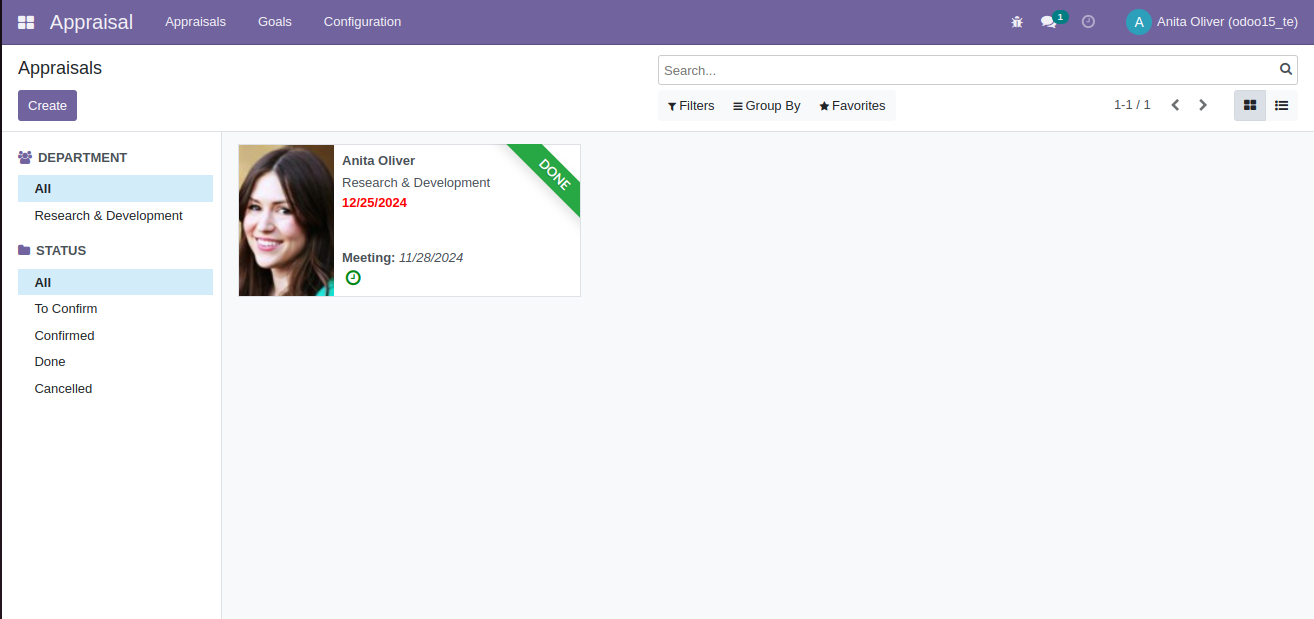 Appraisal Appraisals Goals Configuration 1 A Anita Oliver (odoo15_te)
Appraisals
Search...
Create
Filters Group By Favorites 1-1 / 1
DEPARTMENT
All
Research & Development
STATUS
All
To Confirm
Confirmed
Done
Cancelled
Anita Oliver
DONE
Research & Development
12/25/2024
Meeting: 11/28/2024